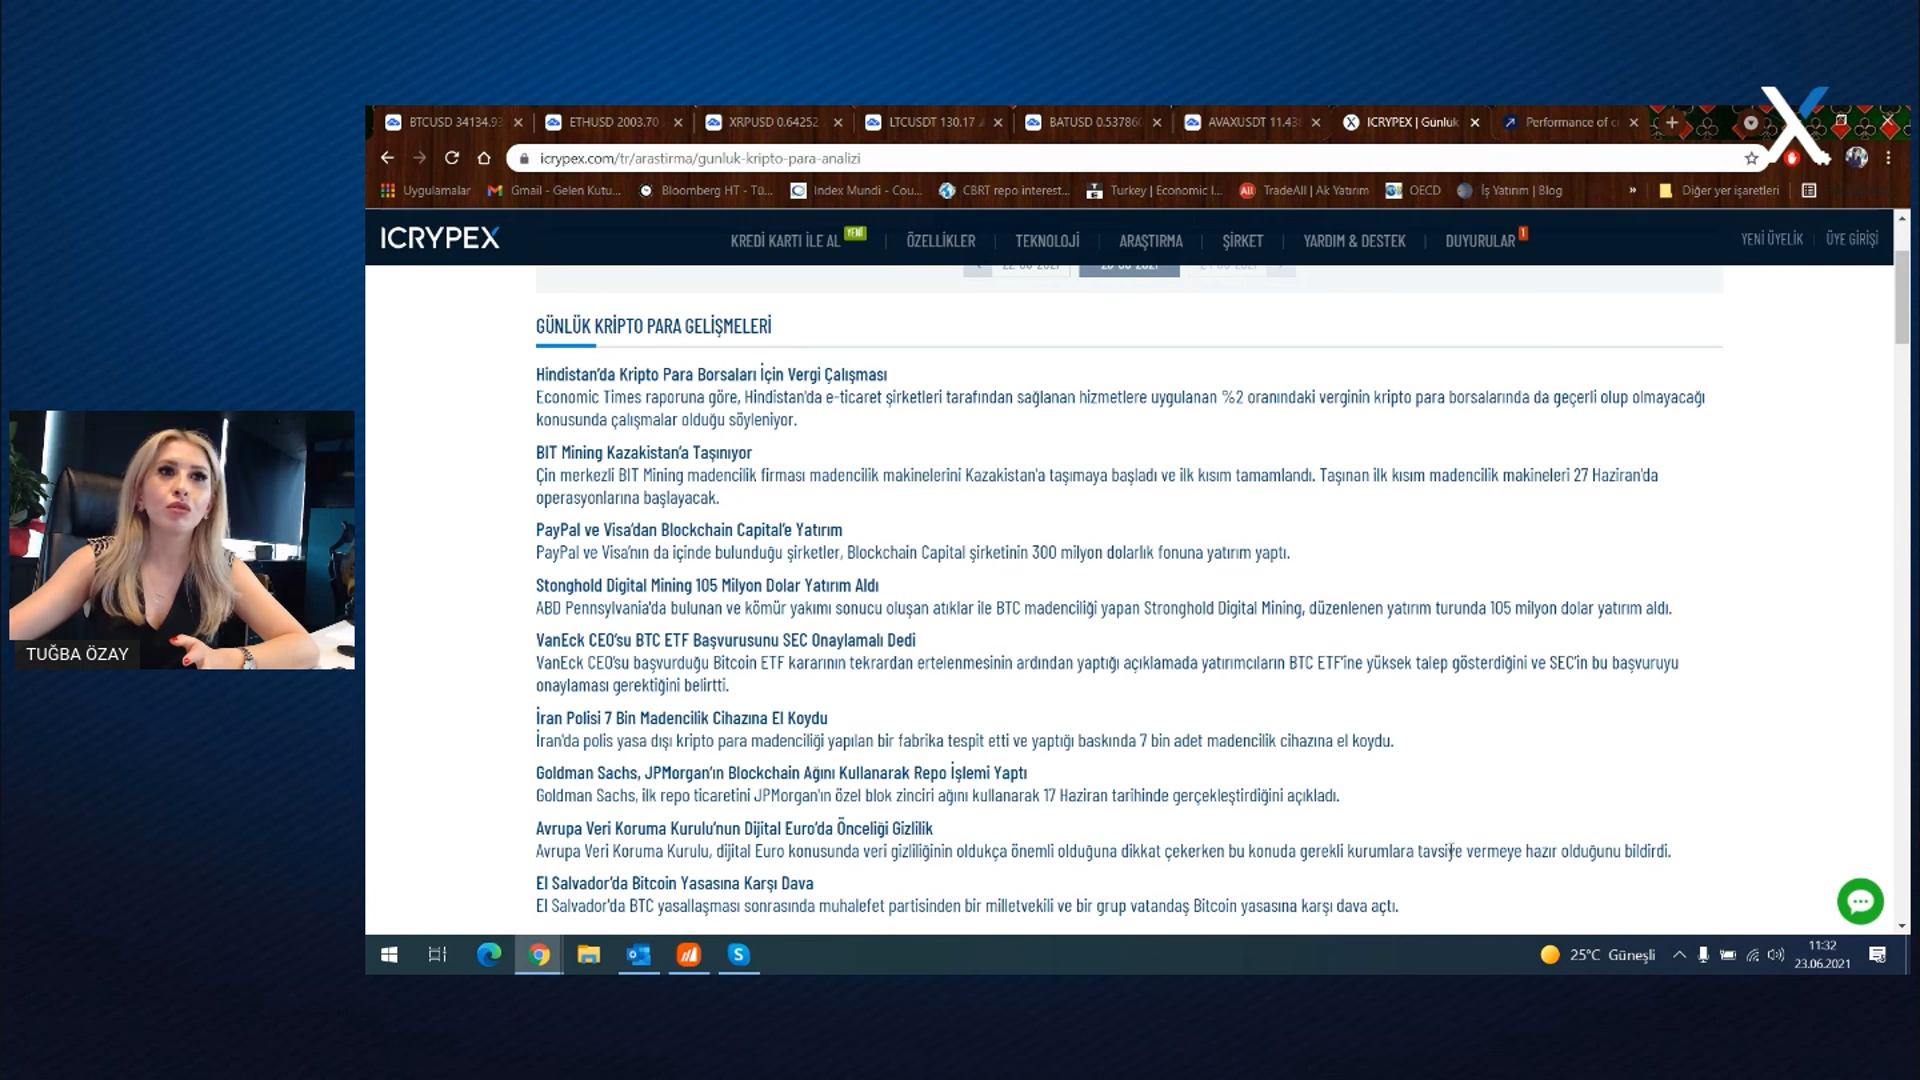 BTCUSD 34134.93
ETHUSD 2003.70
XRPUSD 0.64252
LTCUSDT 130.17
BATUSD 0.53786
AVAXUSDT 11.43
ICRYPEX | Günluk
Performance of c
icrypex.com/tr/arastirma/gunluk-kripto-para-analizi
Uygulamalar
Gmail - Gelen Kutu...
Bloomberg HT - Tü...
Index Mundi - Cou...
CBRT repo interest...
Turkey | Economic I...
TradeAll | Ak Yatırım
OECD
İş Yatırım | Blog
»
Diğer yer işaretleri
ICRYPEX
KREDİ KARTI İLE AL YENİ
ÖZELLİKLER
TEKNOLOJİ
ARAŞTIRMA
ŞİRKET
YARDIM & DESTEK
DUYURULAR 1
YENİ ÜYELİK
ÜYE GİRİŞİ
GÜNLÜK KRİPTO PARA GELİŞMELERİ
Hindistan’da Kripto Para Borsaları İçin Vergi Çalışması
Economic Times raporuna göre, Hindistan'da e-ticaret şirketleri tarafından sağlanan hizmetlere uygulanan %2 oranındaki verginin kripto para borsalarında da geçerli olup olmayacağı
konusunda çalışmalar olduğu söyleniyor.
BIT Mining Kazakistan’a Taşınıyor
Çin merkezli BIT Mining madencilik firması madencilik makinelerini Kazakistan'a taşımaya başladı ve ilk kısım tamamlandı. Taşınan ilk kısım madencilik makineleri 27 Haziran'da
operasyonlarına başlayacak.
PayPal ve Visa’dan Blockchain Capital’e Yatırım
PayPal ve Visa'nın da içinde bulunduğu şirketler, Blockchain Capital şirketinin 300 milyon dolarlık fonuna yatırım yaptı.
Stonghold Digital Mining 105 Milyon Dolar Yatırım Aldı
ABD Pennsylvania'da bulunan ve kömür yakımı sonucu oluşan atıklar ile BTC madenciliği yapan Stronghold Digital Mining, düzenlenen yatırım turunda 105 milyon dolar yatırım aldı.
VanEck CEO’su BTC ETF Başvurusunu SEC Onaylamalı Dedi
VanEck CEO'su başvurduğu Bitcoin ETF kararının tekrardan ertelenmesinin ardından yaptığı açıklamada yatırımcıların BTC ETF'ine yüksek talep gösterdiğini ve SEC'in bu başvuruyu
onaylaması gerektiğini belirtti.
İran Polisi 7 Bin Madencilik Cihazına El Koydu
İran'da polis yasa dışı kripto para madenciliği yapılan bir fabrika tespit etti ve yaptığı baskında 7 bin adet madencilik cihazına el koydu.
Goldman Sachs, JPMorgan’ın Blockchain Ağını Kullanarak Repo İşlemi Yaptı
Goldman Sachs, ilk repo ticaretini JPMorgan'ın özel blok zinciri ağını kullanarak 17 Haziran tarihinde gerçekleştirdiğini açıkladı.
Avrupa Veri Koruma Kurulu’nun Dijital Euro’da Önceliği Gizlilik
Avrupa Veri Koruma Kurulu, dijital Euro konusunda veri gizliliğinin oldukça önemli olduğuna dikkat çekerken bu konuda gerekli kurumlara tavsiye vermeye hazır olduğunu bildirdi.
El Salvador’da Bitcoin Yasasına Karşı Dava
El Salvador'da BTC yasallaşması sonrasında muhalefet partisinden bir milletvekili ve bir grup vatandaş Bitcoin yasasına karşı dava açtı.
TUĞBA ÖZAY
25°C Güneşli
11:32
23.06.2021